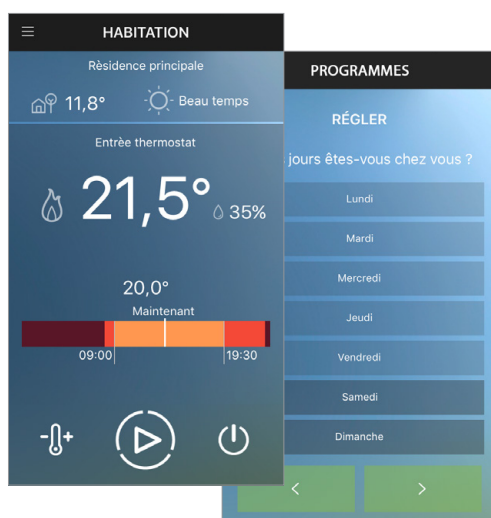 HABITATION
Rèsidence principale
11,8° Beau temps
Entrèe thermostat
21,5° 35%
20,0°
Maintenant
09:00 19:30
- +
PROGRAMMES
RÉGLER
jours êtes-vous chez vous ?
Lundi
Mardi
Mercredi
Jeudi
Vendredi
Samedi
Dimanche
< >